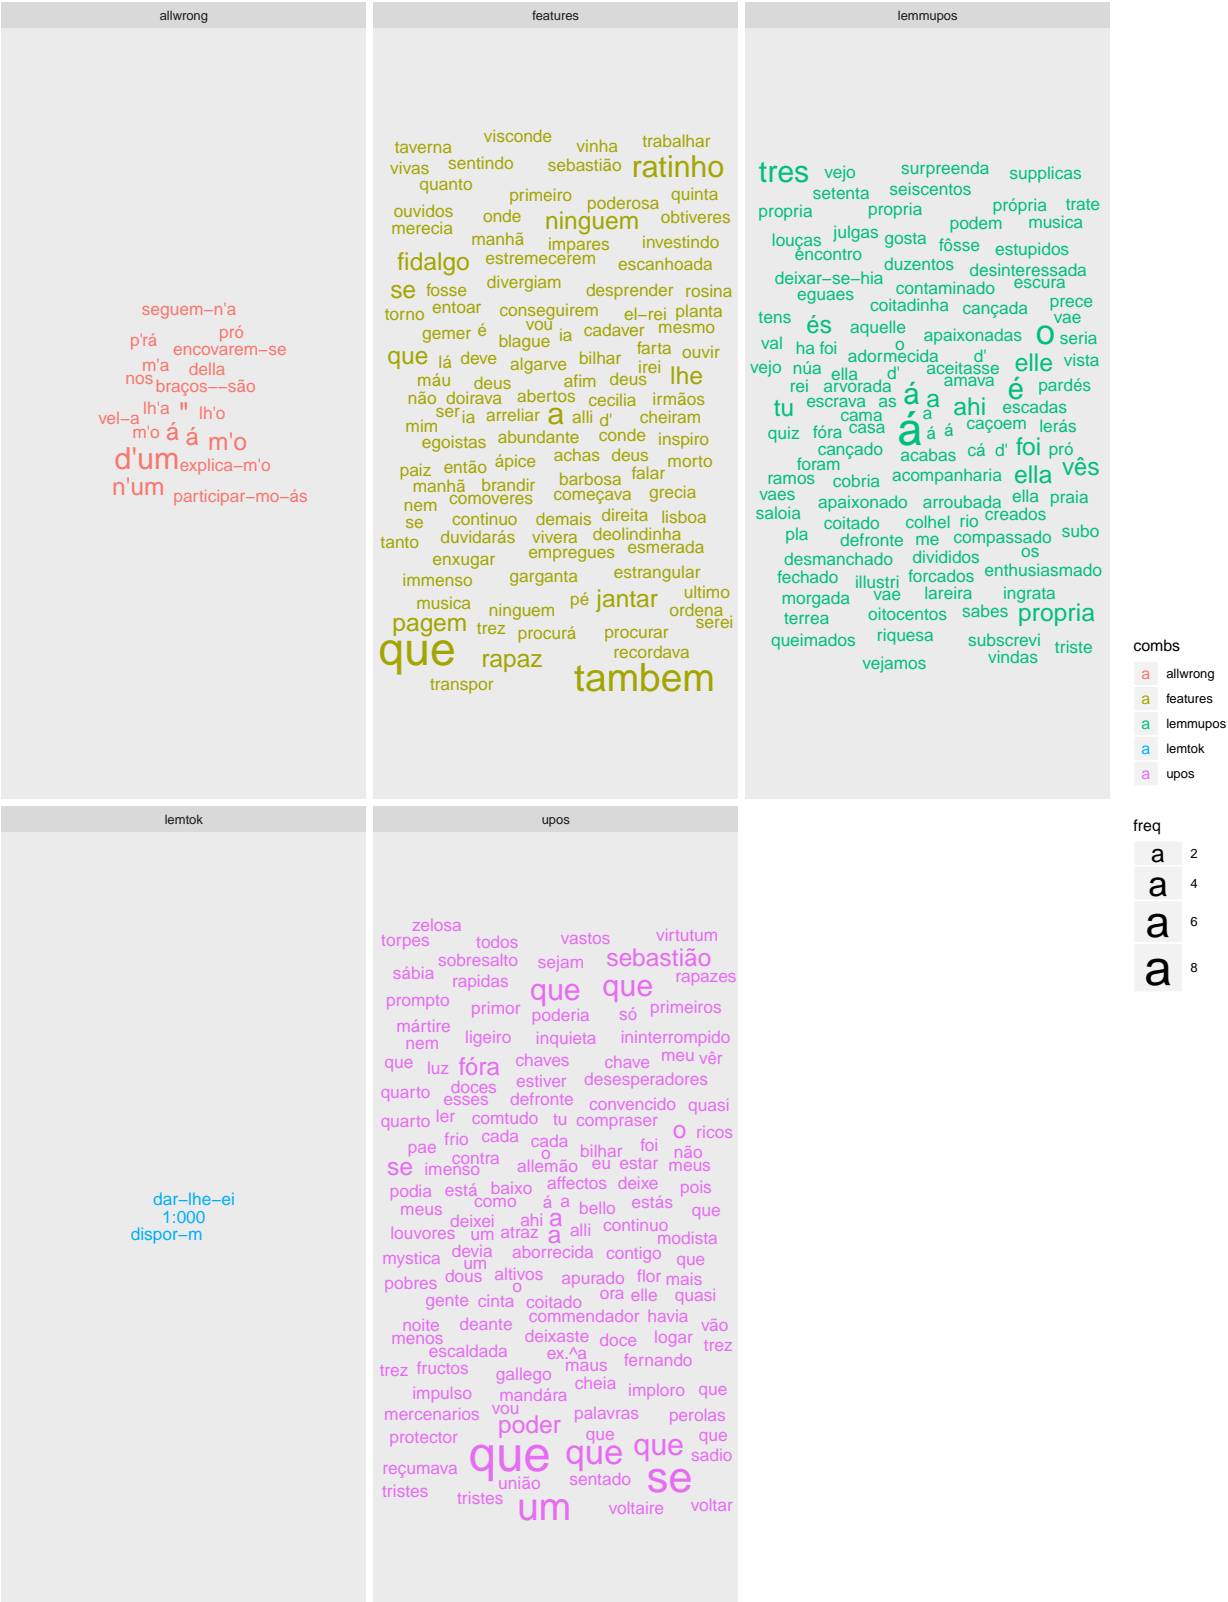 allwrong
seguem-n'a
pró
p'rá
encovarem-se
m'a
della
nos
braços--são
lh'a " lh'o
vel-a
m'o á á m'o
d'um explica-m'o
n'um
participar-mo-ás
features
visconde
taverna vinha trabalhar
vivas sentindo sebastião ratinho
quanto
primeiro poderosa quinta
ouvidos onde ninguem obtiveres
merecia
manhã impares investindo
fidalgo estremecerem escanhoada
se fosse divergiam desprender rosina
torno entoar conseguirem el-rei planta
gemer é vou ia cadaver mesmo
blague
que lá deve algarve bilhar farta ouvir
irei
máu deus afim deus lhe
não doirava abertos cecilia irmãos
ser ia arreliar a alli d' cheiram
mim
egoistas abundante conde inspiro
paiz então ápice achas deus morto
manhã brandir barbosa falar
nem comoveres começava grecia
se continuo demais direita lisboa
tanto duvidarás vivera deolindinha
enxugar empregues esmerada
immenso garganta estrangular
musica ninguem pé jantar ultimo
ordena
pagem trez procurá procurar serei
que rapaz recordava
transpor tambem
lemmupos
tres vejo surpreenda supplicas
setenta seiscentos
propria propria própria trate
podem musica
louças julgas gosta fôsse estupidos
encontro
duzentos desinteressada
deixar-se-hia contaminado escura
eguaes
coitadinha cançada prece
tens és aquelle apaixonadas o vae
seria
val ha foi o
adormecida d' elle vista
vejo núa ella d' aceitasse
rei arvorada amava é pardés
escrava as á a
tu cama a ahi escadas
quiz fóra casa á á á caçoem lerás
cançado acabas cá d' foi pró
foram
ramos cobria acompanharia ella vês
vaes
apaixonado arroubada ella praia
saloia coitado colhel rio creados
pla defronte me compassado subo
desmanchado divididos os
fechado illustri forcados enthusiasmado
morgada vae lareira ingrata
terrea oitocentos sabes propria
queimados riquesa subscrevi triste
vejamos vindas
lemtok
dar-lhe-ei
1:000
dispor-m
upos
zelosa
torpes todos vastos virtutum
sobresalto sejam sebastião
sábia rapidas rapazes
que que
prompto primor poderia só primeiros
mártire
nem ligeiro inquieta ininterrompido
que luz fóra chaves chave meu vêr
quarto doces estiver desesperadores
esses defronte convencido quasi
quarto ler comtudo tu compraser
o ricos
pae frio cada cada
o bilhar foi não
se imenso contra allemão eu estar meus
podia está baixo affectos deixe pois
meus como á a bello estás que
deixei ahi a
louvores um atraz a alli continuo
modista
mystica devia aborrecida contigo que
um
pobres dous altivos apurado flor mais
o
gente cinta coitado ora elle quasi
commendador havia
noite deante vão
menos deixaste doce logar trez
escaldada ex.^a
trez fructos maus fernando
gallego
impulso mandára cheia imploro que
mercenarios vou palavras perolas
protector poder que que
que que que sadio
reçumava
união sentado se
tristes tristes um voltaire voltar
combs
a allwrong
a features
a lemmupos
a lemtok
a upos
freq
a 2
a 4
a 6
a 8